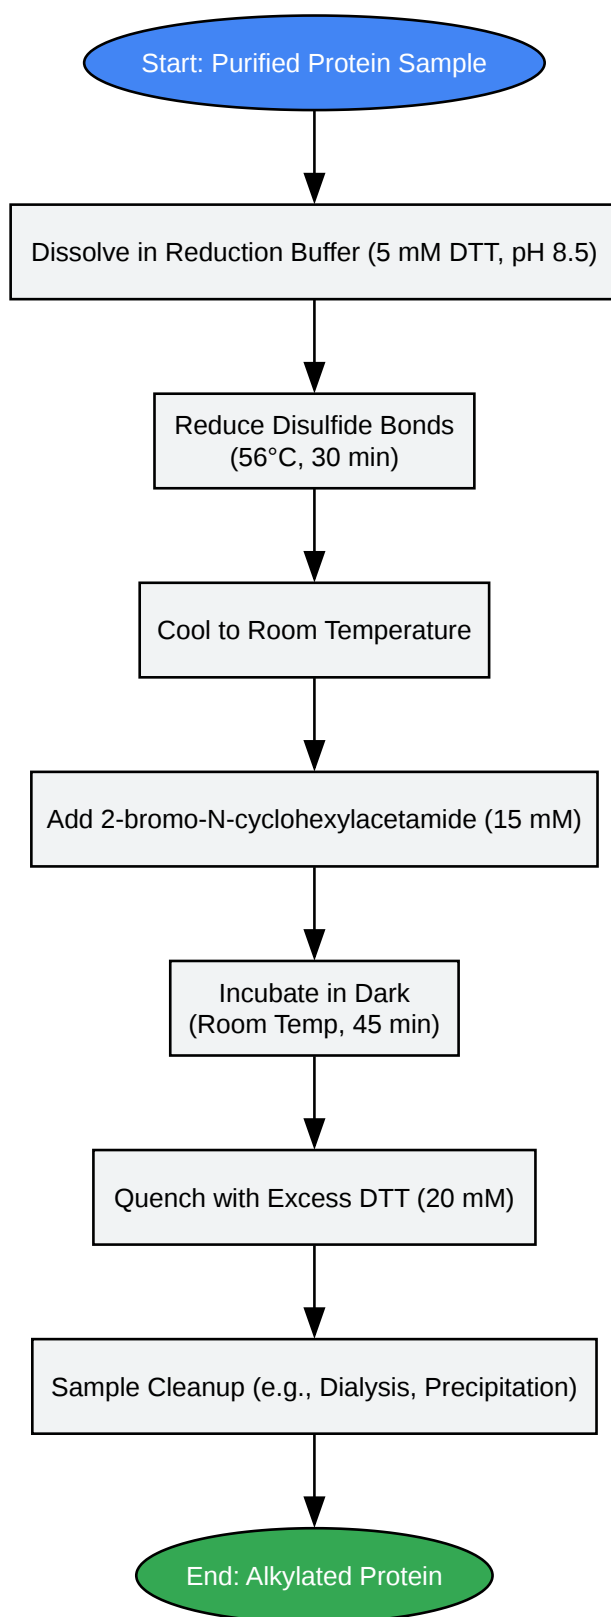 Start: Purified Protein Sample
Dissolve in Reduction Buffer (5 mM DTT, pH 8.5)
Reduce Disulfide Bonds
(56°C, 30 min)
Cool to Room Temperature
Add 2-bromo-N-cyclohexylacetamide (15 mM)
Incubate in Dark
(Room Temp, 45 min)
Quench with Excess DTT (20 mM)
Sample Cleanup (e.g., Dialysis, Precipitation)
End: Alkylated Protein